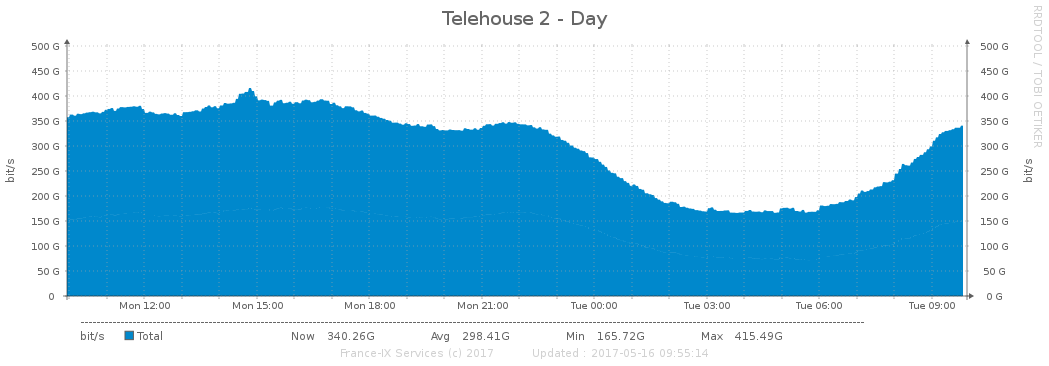 Telehouse 2 - Day
RRDTOOL / TOBI OETIKER
bit/s
500 G 500 G
450 G 450 G
400 G 400 G
350 G 350 G
300 G 300 G
250 G 250 G
200 G 200 G
150 G 150 G
100 G 100 G
50 G 50 G
0 0 G
bit/s
Mon 12:00 Mon 15:00 Mon 18:00 Mon 21:00 Tue 00:00 Tue 03:00 Tue 06:00 Tue 09:00
bit/s Total Now 340.26G Avg 298.41G Min 165.72G Max 415.49G
France-IX Services (c) 2017 Updated : 2017-05-16 09:55:14